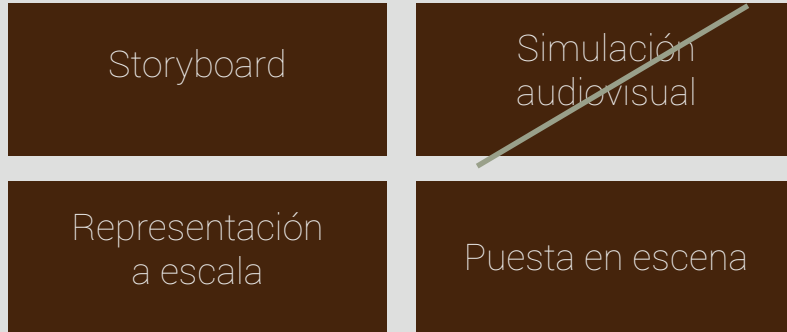 Storyboard
Simulación
audiovisual
Representación
a escala
Puesta en escena